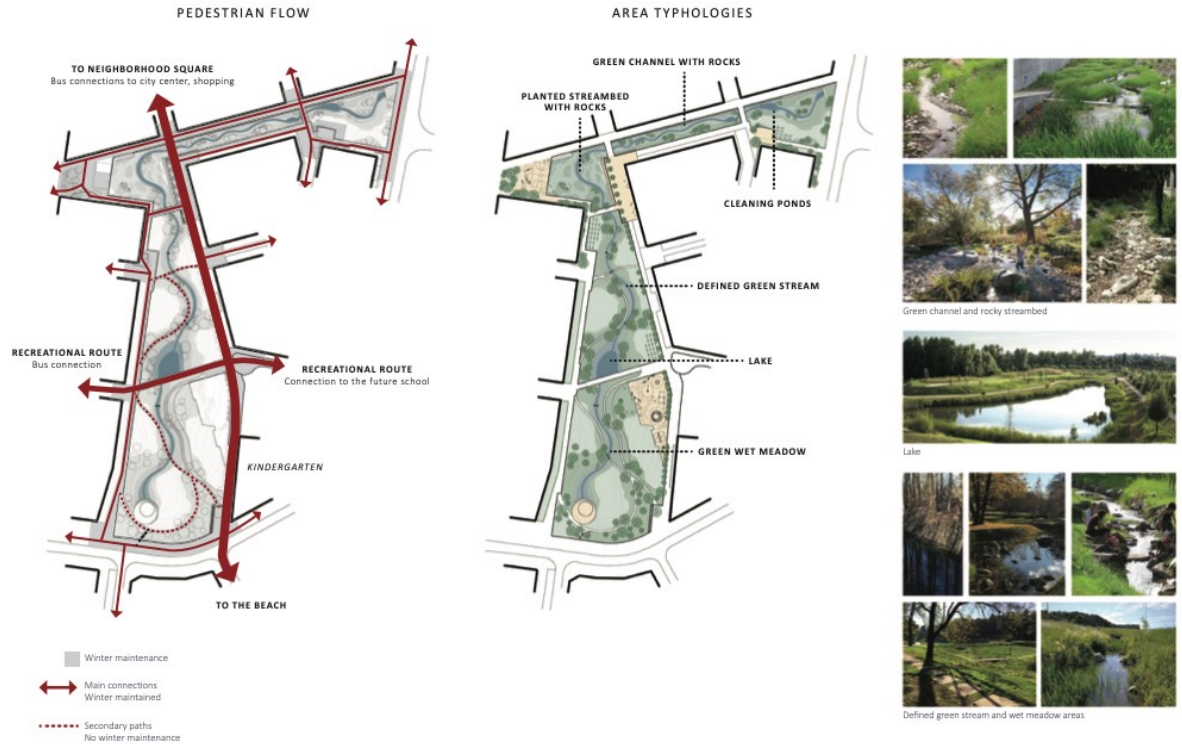 PEDESTRIAN FLOW
TO NEIGHBORHOOD SQUARE
Bus connections to city center, shopping
RECREATIONAL ROUTE
Bus connection
RECREATIONAL ROUTE
Connection to the future school
KINDERGARTEN
TO THE BEACH
Winter maintenance
Main connections
Winter maintained
Secondary paths
No winter maintenance
AREA TYPHOLOGIES
GREEN CHANNEL WITH ROCKS
PLANTED STREAMBED
WITH ROCKS
CLEANING PONDS
DEFINED GREEN STREAM
LAKE
GREEN WET MEADOW
Green channel and rocky streambed
Lake
Defined green stream and wet meadow areas